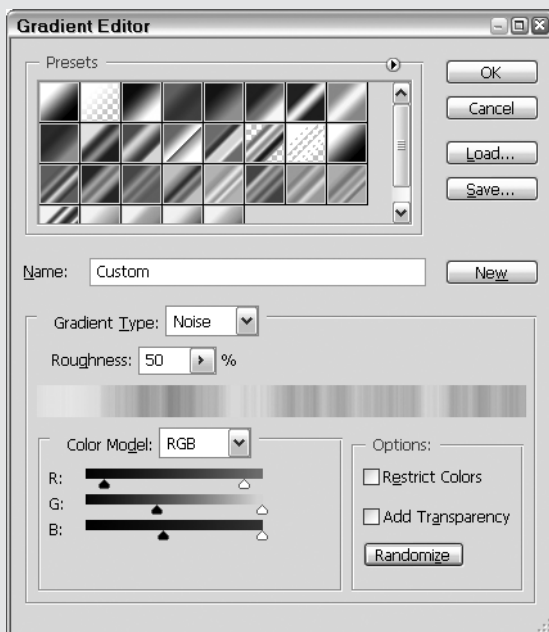 Gradient Editor
Presets
OK
Cancel
Load...
Save...
Name: Custom
New
Gradient Type: Noise
Roughness: 50 %
Color Model: RGB
Options:
R:
Restrict Colors
G:
Add Transparency
B:
Randomize